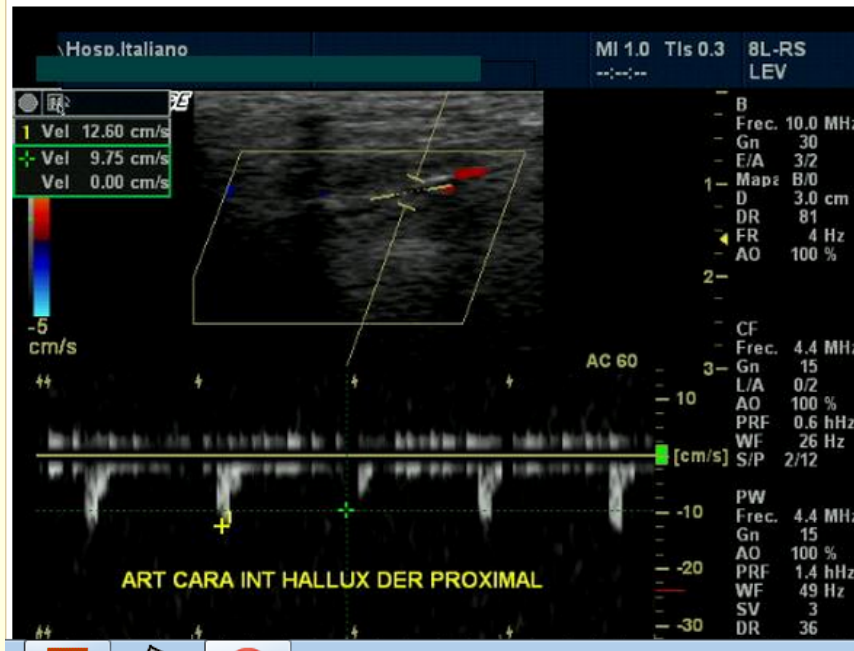 Hosp.Italiano
MI 1.0 TIs 0.3 8L-RS
--:--:-- LEV
1 Vel 12.60 cm/s
Vel 9.75 cm/s
Vel 0.00 cm/s
B
Frec. 10.0 MHz
Gn 30
E/A 3/2
Mapa B/0
D 3.0 cm
DR 81
FR 4 Hz
AO 100 %
1
2
3
-5
cm/s
CF
Frec. 4.4 MHz
Gn 15
L/A 0/2
AO 100 %
PRF 0.6 hHz
WF 26 Hz
S/P 2/12
AC 60
10
[cm/s]
-10
-20
-30
1
PW
Frec. 4.4 MHz
Gn 15
AO 100 %
PRF 1.4 hHz
WF 49 Hz
SV 3
DR 36
ART CARA INT HALLUX DER PROXIMAL